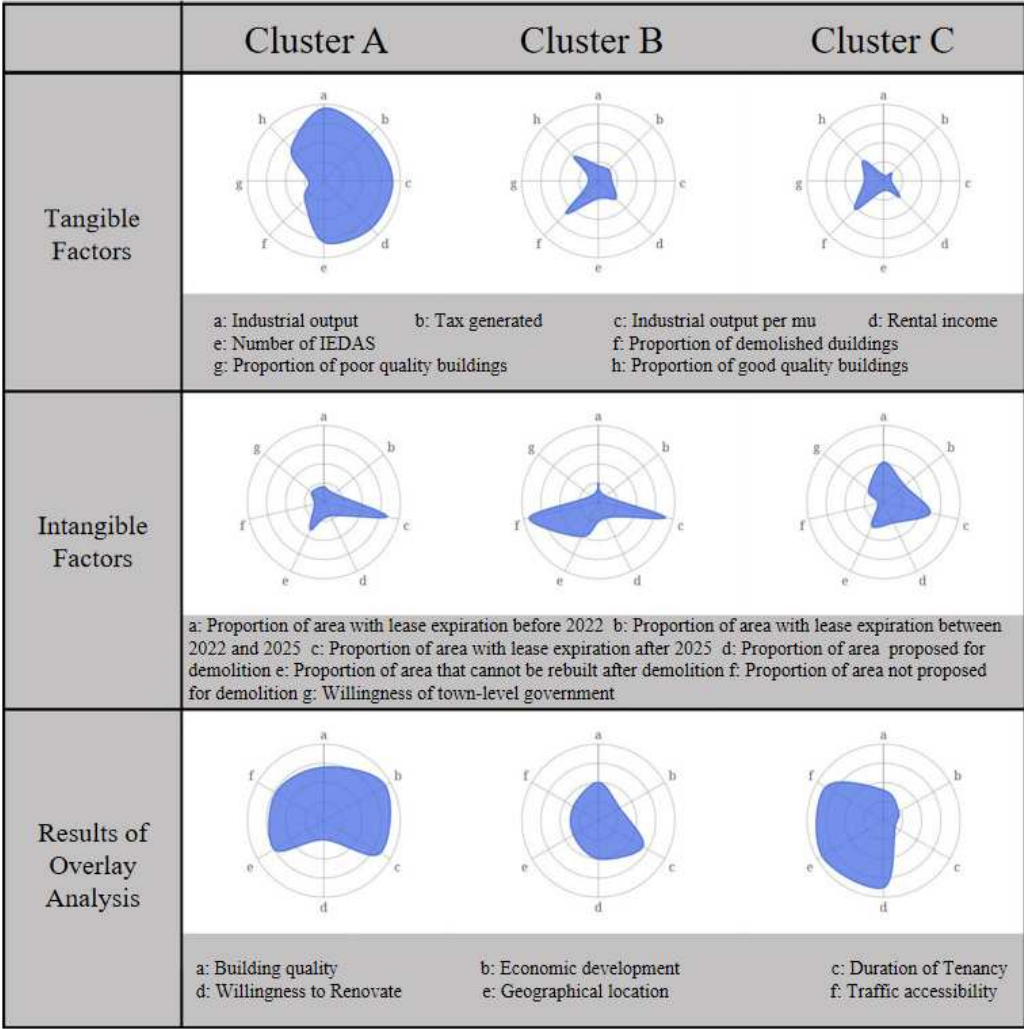 Cluster A Cluster B Cluster C
Tangible
Factors
a
h b
g c
f d
e
a
h b
g c
f d
e
a
h b
g c
f d
e
a: Industrial output b: Tax generated c: Industrial output per mu d: Rental income
e: Number of IEDAS f: Proportion of demolished duildings
g: Proportion of poor quality buildings h: Proportion of good quality buildings
Intangible
Factors
a
g b
f c
e d
a
g b
f c
e d
a
g b
f c
e d
a: Proportion of area with lease expiration before 2022 b: Proportion of area with lease expiration between
2022 and 2025 c: Proportion of area with lease expiration after 2025 d: Proportion of area proposed for
demolition e: Proportion of area that cannot be rebuilt after demolition f: Proportion of area not proposed
for demolition g: Willingness of town-level government
Results of
Overlay
Analysis
a
f b
e c
d
a
f b
e c
d
a
f b
e c
d
a: Building quality b: Economic development c: Duration of Tenancy
d: Willingness to Renovate e: Geographical location f: Traffic accessibility